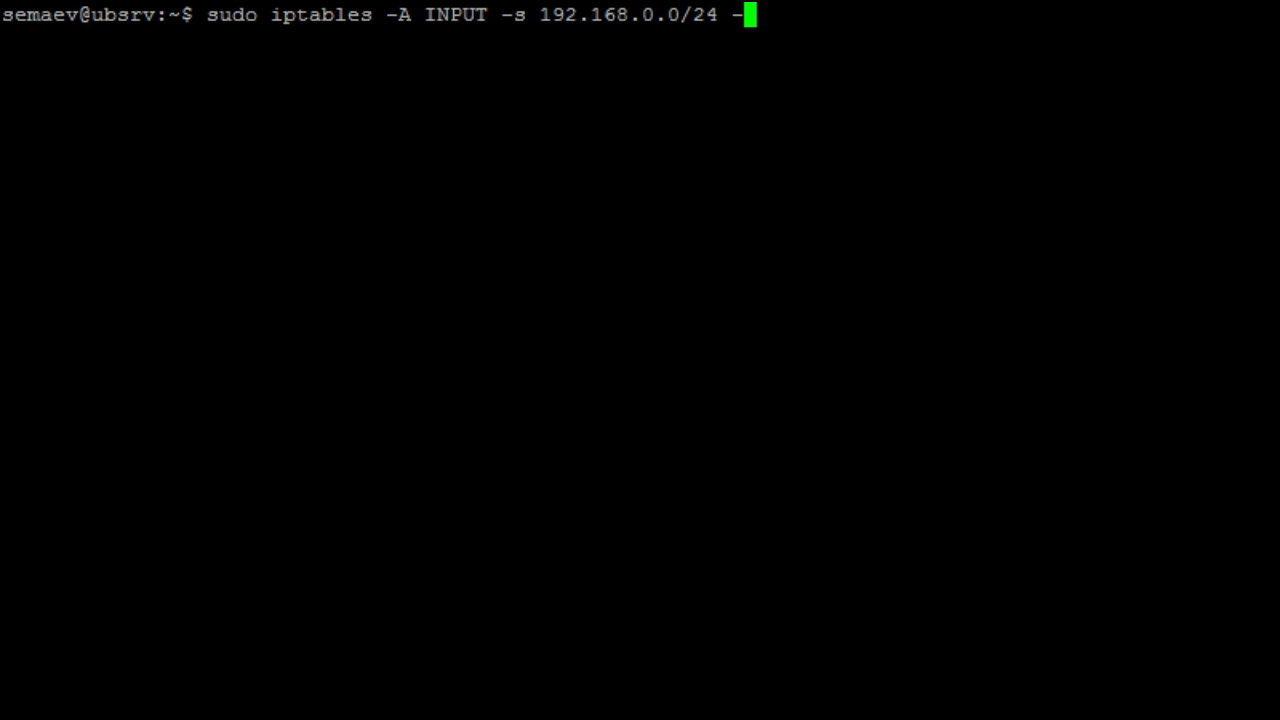 semaev@ubsrv:~$ sudo iptables -A INPUT -s 192.168.0.0/24 -